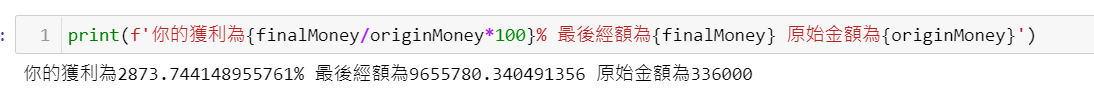 : 1 print(f'你的獲利為{finalMoney/originMoney*100}% 最後經額為{finalMoney} 原始金額為{originMoney}')
你的獲利為2873.744148955761% 最後經額為9655780.340491356 原始金額為336000